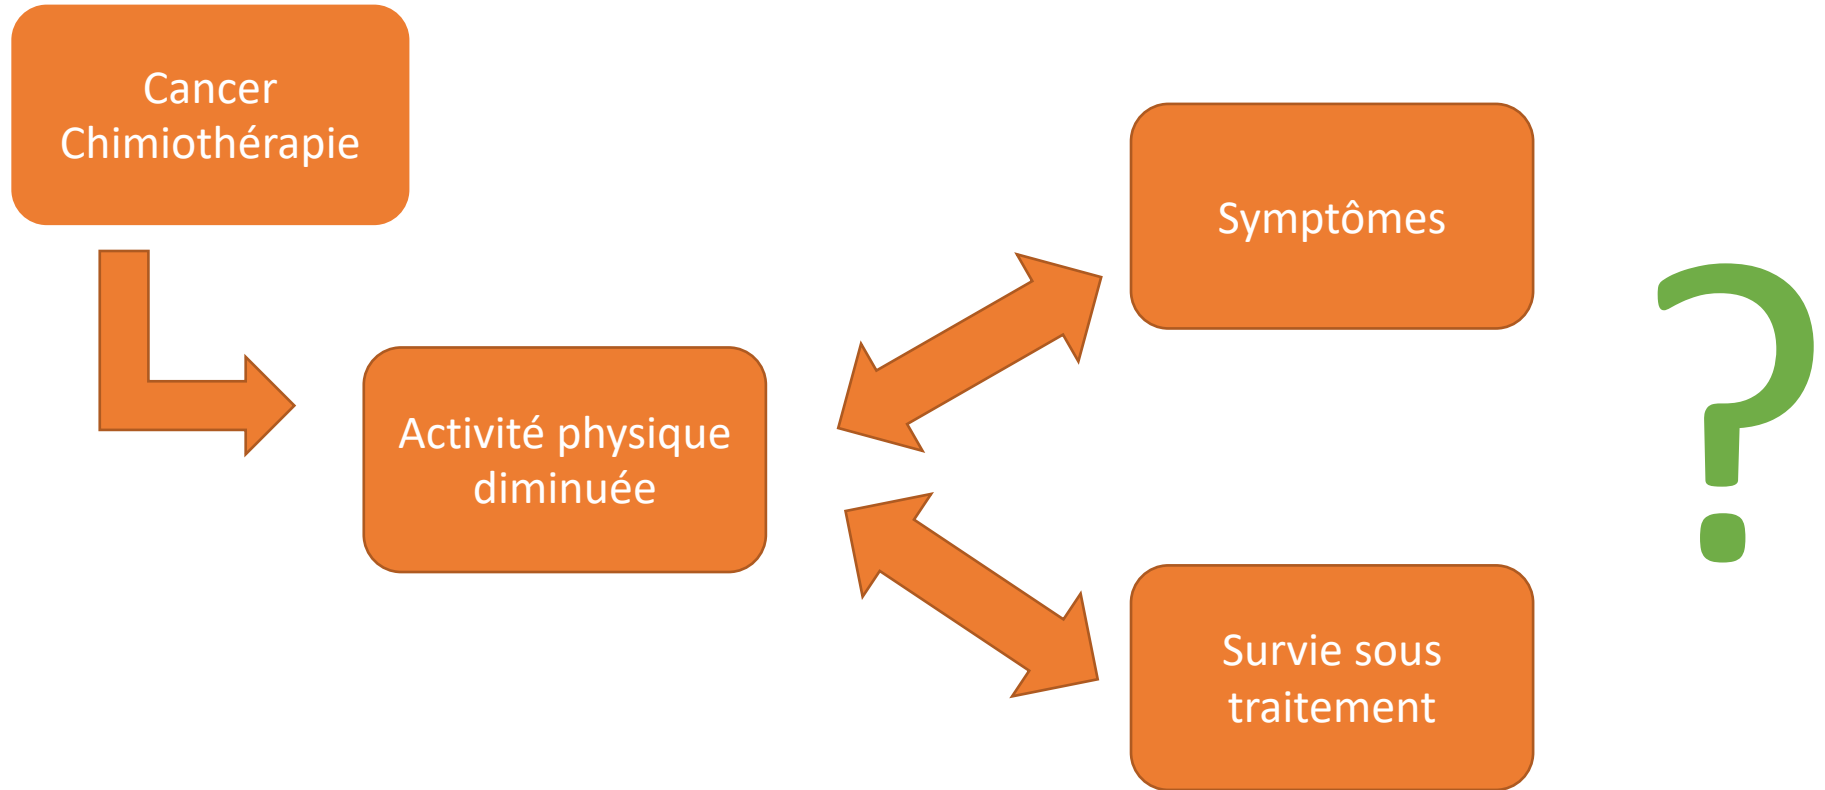 Cancer
Chimiothérapie
Symptômes
Activité physique
diminuée
Survie sous
traitement
?